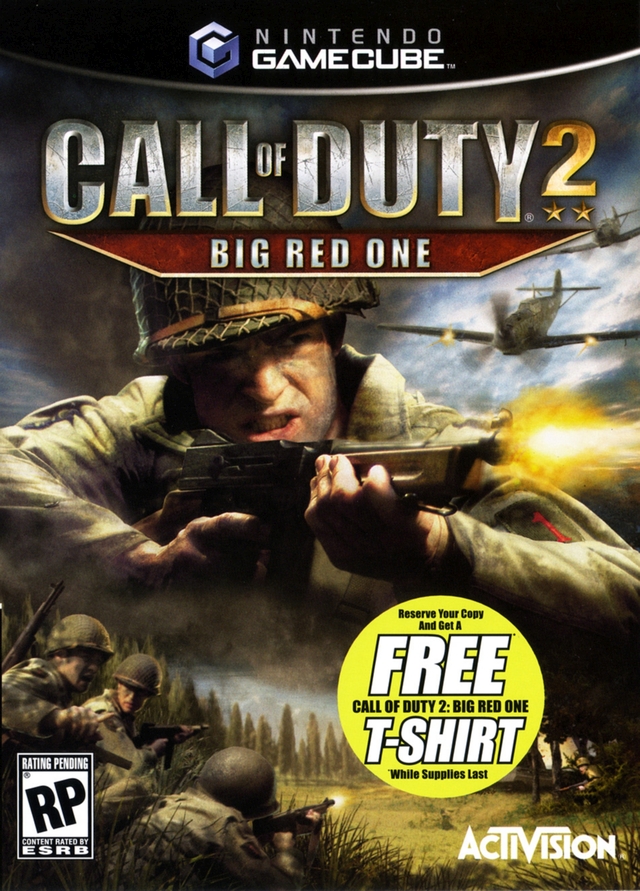 NINTENDO
GAMECUBE™
CALL OF DUTY 2
®
BIG RED ONE
Reserve Your Copy
And Get A
FREE*
CALL OF DUTY 2: BIG RED ONE
T-SHIRT
*While Supplies Last
RATING PENDING
®
RP
CONTENT RATED BY
ESRB
ACTIVISION®